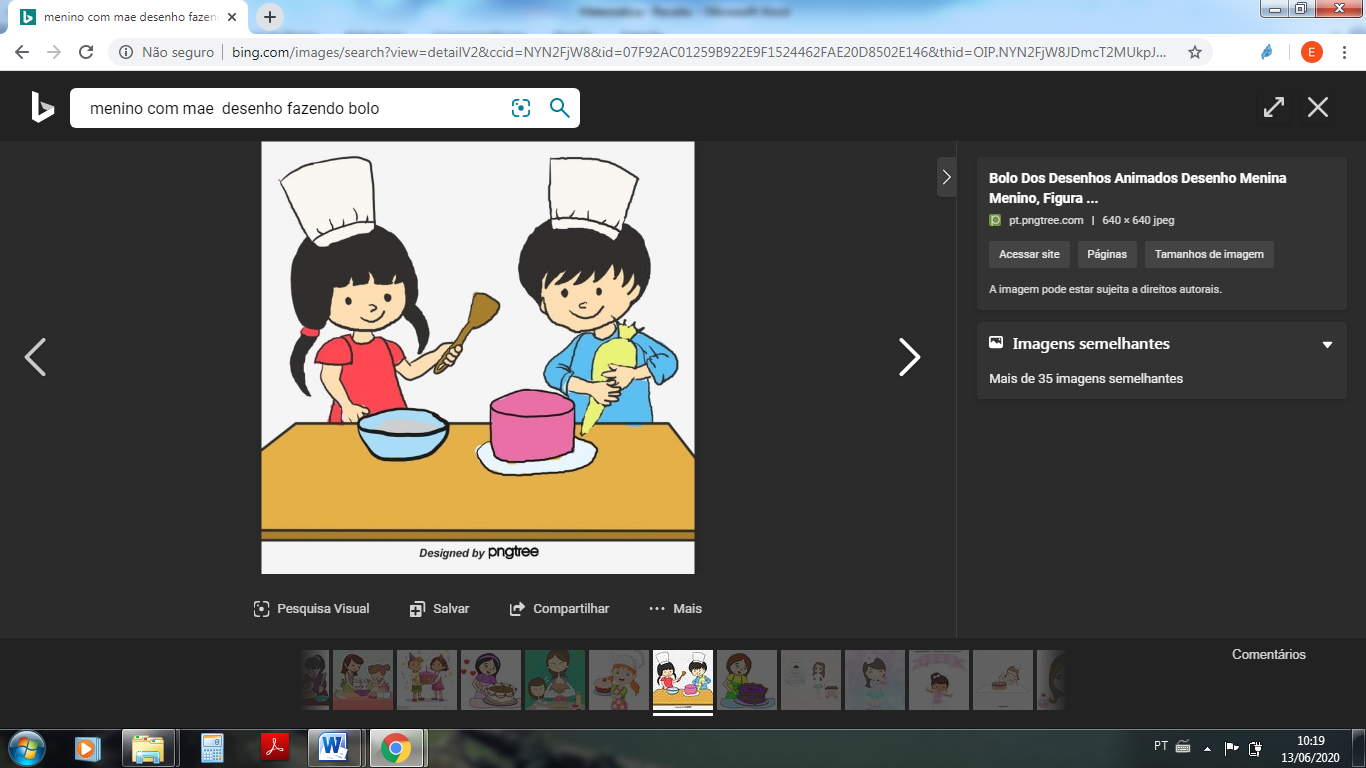 menino com mae desenho fazen
Não seguro
bing.com/images/search?view=detailV2&ccid=NYN2FjW8&id=07F92AC01259B922E9F1524462FAE20D8502E146&thid=OIP.NYN2FjW8JDmcT2MUkpJ...
E
menino com mae  desenho fazendo bolo
Bolo Dos Desenhos Animados Desenho Menina
Menino, Figura ...
pt.pngtree.com | 640 × 640 jpeg
Acessar site
Páginas
Tamanhos de imagem
A imagem pode estar sujeita a direitos autorais.
Imagens semelhantes
Mais de 35 imagens semelhantes
Designed by pngtree
Pesquisa Visual
Salvar
Compartilhar
Mais
Comentários
PT
10:19
13/06/2020